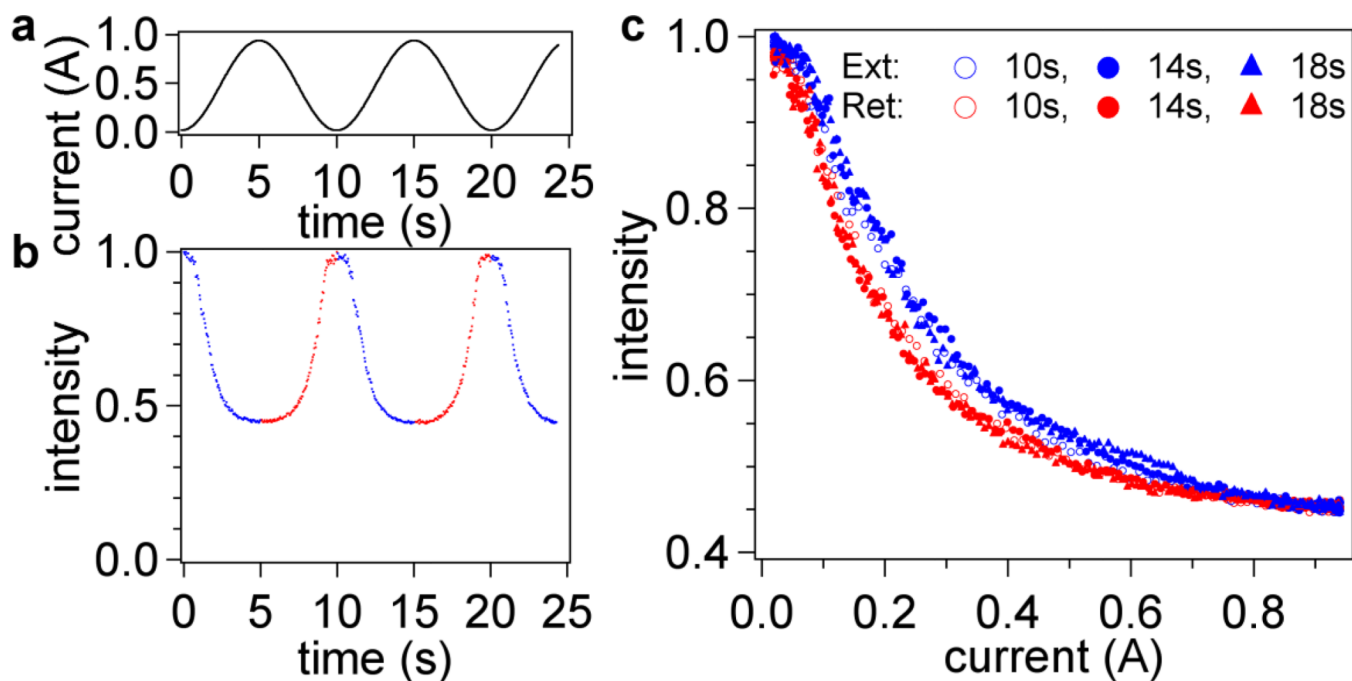 a
current (A)
1.0
0.5
0.0
0 5 10 15 20 25
time (s)
b
intensity
1.0
0.5
0.0
0 5 10 15 20 25
time (s)
c
intensity
1.0
0.8
0.6
0.4
Ext: 10s, 14s, 18s
Ret: 10s, 14s, 18s
0.0 0.2 0.4 0.6 0.8
current (A)